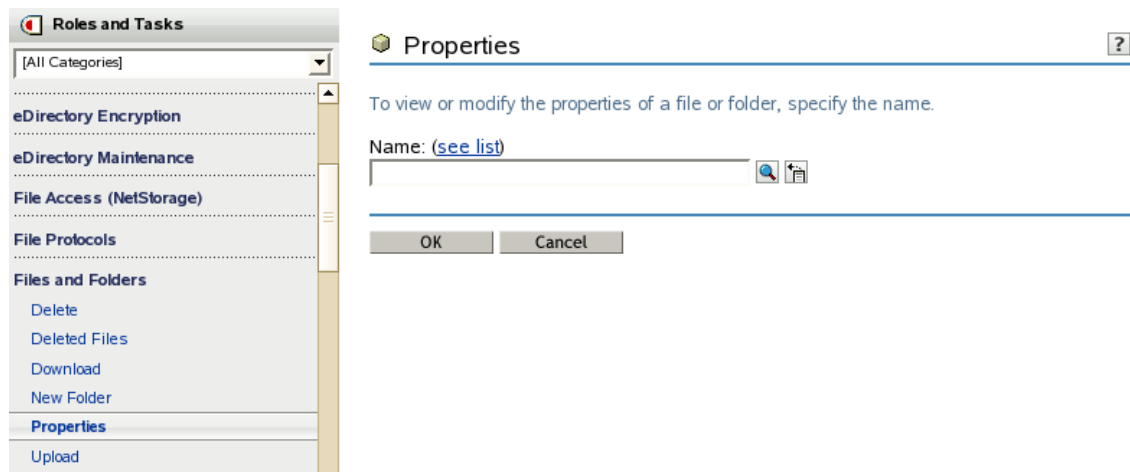 Roles and Tasks
[All Categories]
eDirectory Encryption
eDirectory Maintenance
File Access (NetStorage)
File Protocols
Files and Folders
Delete
Deleted Files
Download
New Folder
Properties
Upload
Properties
?
To view or modify the properties of a file or folder, specify the name.
Name: (see list)
OK Cancel